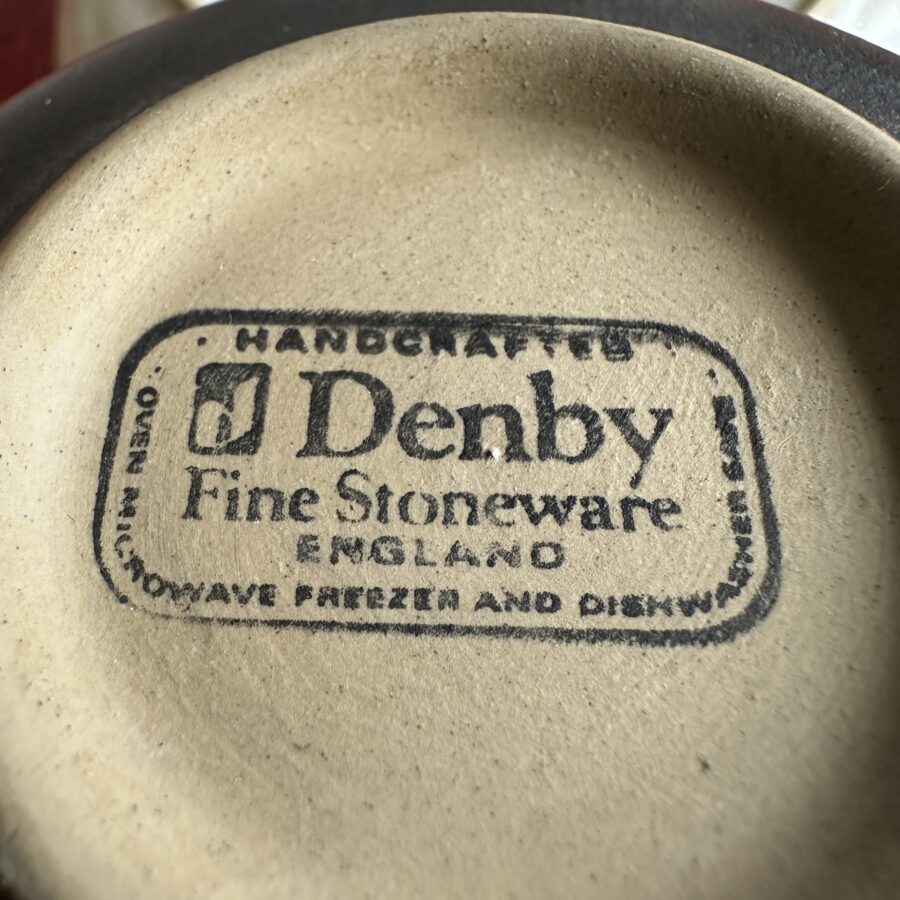 HANDCRAFTED
Denby
Fine Stoneware
ENGLAND
OVEN MICROWAVE FREEZER AND DISHWASHER SAFE